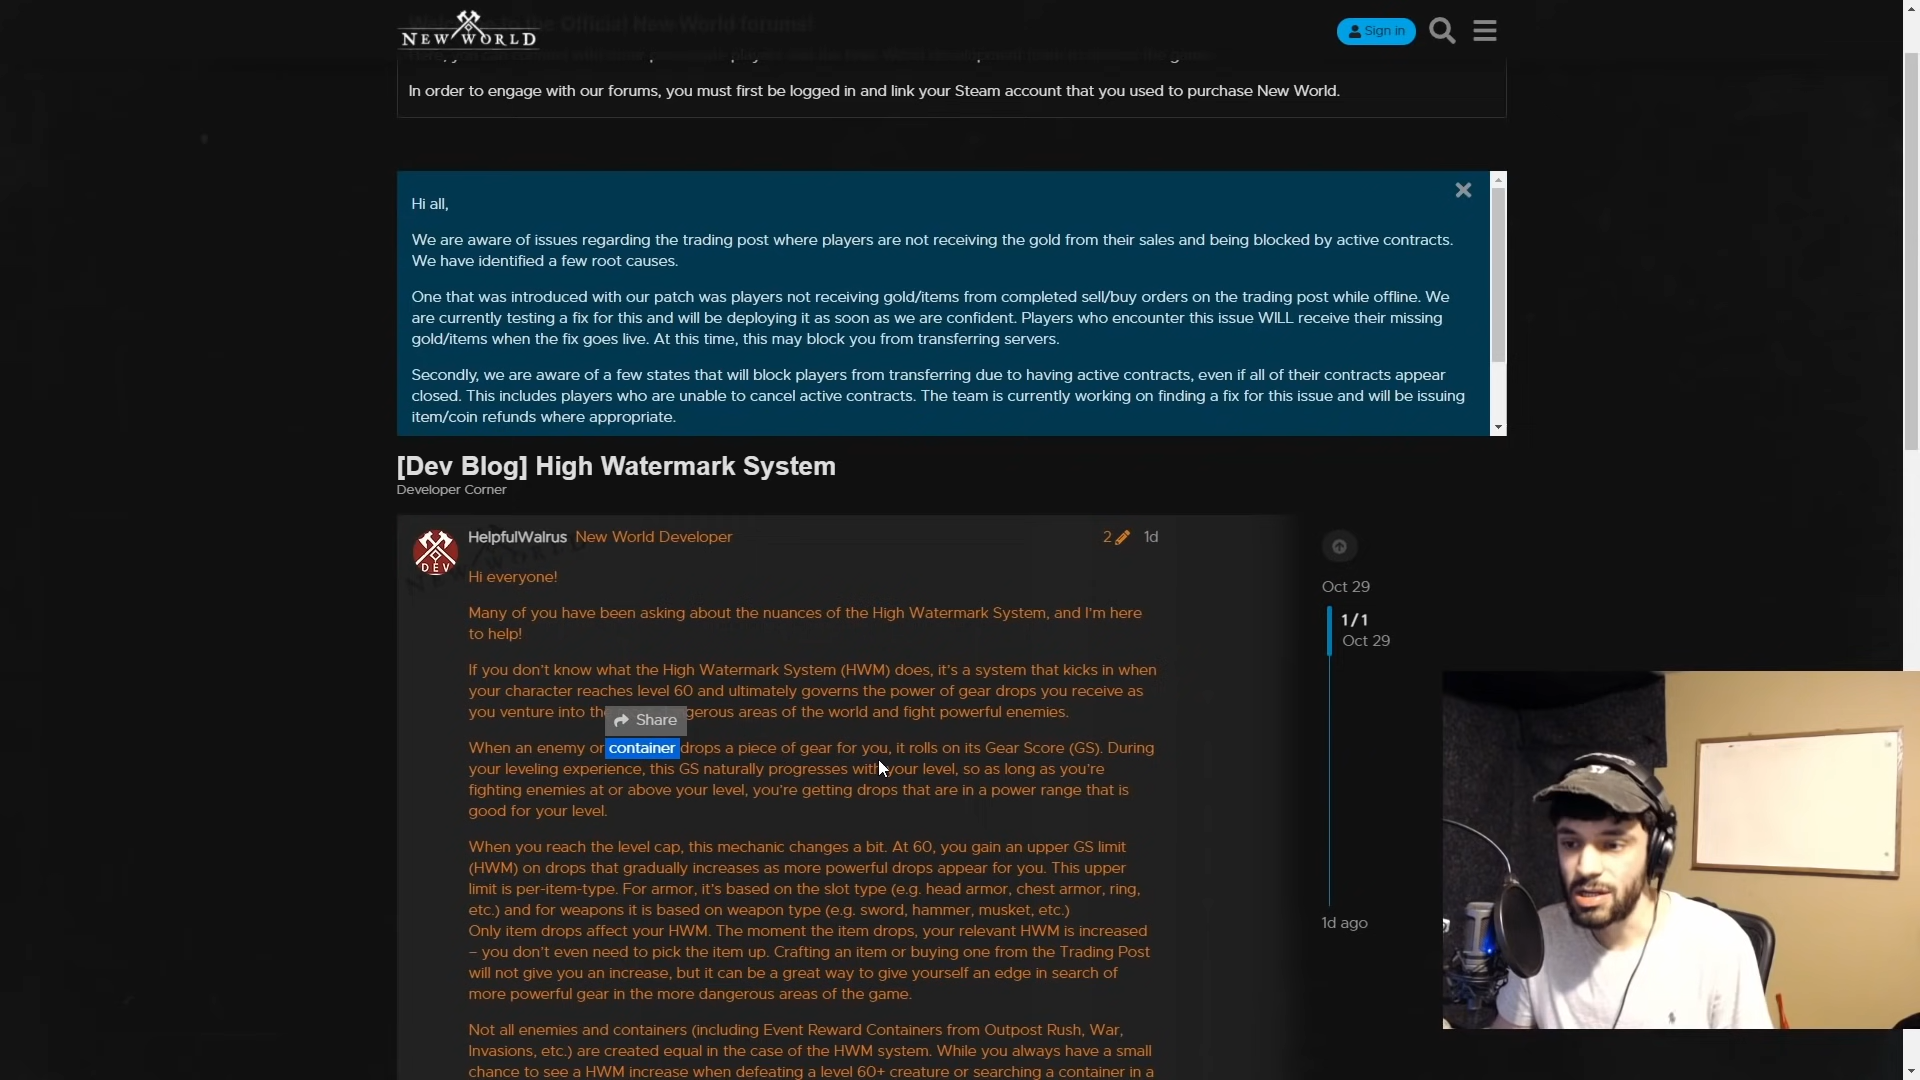 Welcome to the Official New World forums!
NEW WORLD
Sign in
In order to engage with our forums, you must first be logged in and link your Steam account that you used to purchase New World.
Hi all,
We are aware of issues regarding the trading post where players are not receiving the gold from their sales and being blocked by active contracts.
We have identified a few root causes.
One that was introduced with our patch was players not receiving gold/items from completed sell/buy orders on the trading post while offline. We
are currently testing a fix for this and will be deploying it as soon as we are confident. Players who encounter this issue WILL receive their missing
gold/items when the fix goes live. At this time, this may block you from transferring servers.
Secondly, we are aware of a few states that will block players from transferring due to having active contracts, even if all of their contracts appear
closed. This includes players who are unable to cancel active contracts. The team is currently working on finding a fix for this issue and will be issuing
item/coin refunds where appropriate.
[Dev Blog] High Watermark System
Developer Corner
DEV
HelpfulWalrus New World Developer
2 1d
Hi everyone!
Many of you have been asking about the nuances of the High Watermark System, and I'm here
to help!
If you don't know what the High Watermark System (HWM) does, it's a system that kicks in when
your character reaches level 60 and ultimately governs the power of gear drops you receive as
you venture into the gerous areas of the world and fight powerful enemies.
Share
When an enemy or container drops a piece of gear for you, it rolls on its Gear Score (GS). During
your leveling experience, this GS naturally progresses with your level, so as long as you're
fighting enemies at or above your level, you're getting drops that are in a power range that is
good for your level.
When you reach the level cap, this mechanic changes a bit. At 60, you gain an upper GS limit
(HWM) on drops that gradually increases as more powerful drops appear for you. This upper
limit is per-item-type. For armor, it's based on the slot type (e.g. head armor, chest armor, ring,
etc.) and for weapons it is based on weapon type (e.g. sword, hammer, musket, etc.)
Only item drops affect your HWM. The moment the item drops, your relevant HWM is increased
– you don't even need to pick the item up. Crafting an item or buying one from the Trading Post
will not give you an increase, but it can be a great way to give yourself an edge in search of
more powerful gear in the more dangerous areas of the game.
Not all enemies and containers (including Event Reward Containers from Outpost Rush, War,
Invasions, etc.) are created equal in the case of the HWM system. While you always have a small
chance to see a HWM increase when defeating a level 60+ creature or searching a container in a
Oct 29
1 / 1
Oct 29
1d ago